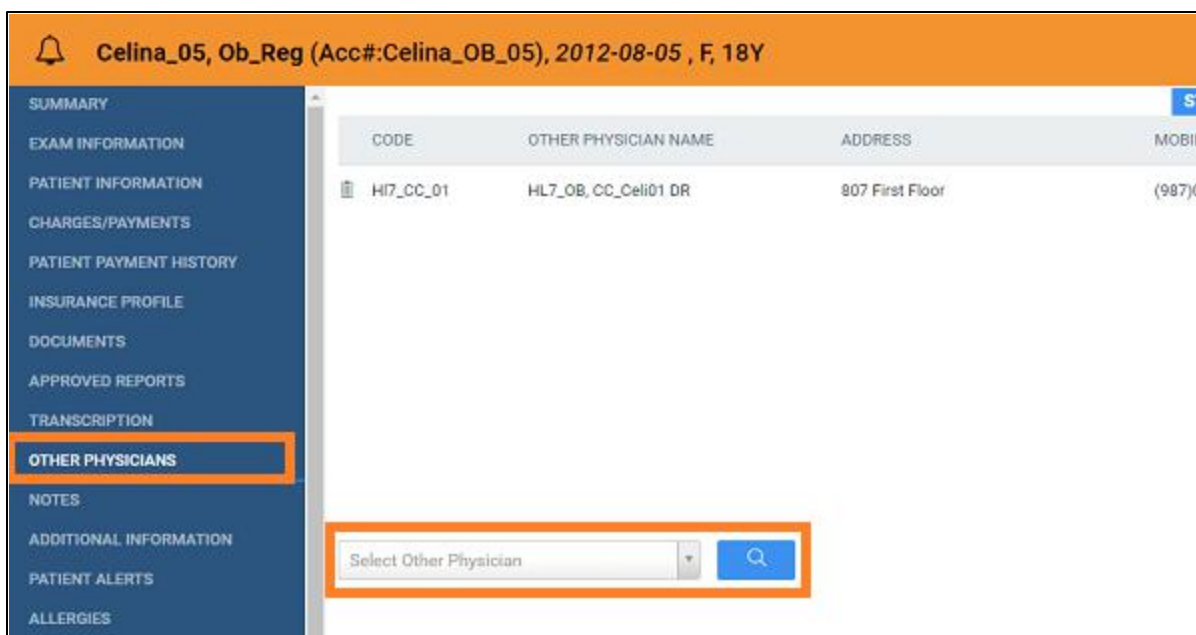 Celina_05, Ob_Reg (Acc#:Celina_OB_05), 2012-08-05 , F, 18Y
SUMMARY
EXAM INFORMATION
PATIENT INFORMATION
CHARGES/PAYMENTS
PATIENT PAYMENT HISTORY
INSURANCE PROFILE
DOCUMENTS
APPROVED REPORTS
TRANSCRIPTION
OTHER PHYSICIANS
NOTES
ADDITIONAL INFORMATION
PATIENT ALERTS
ALLERGIES
CODE OTHER PHYSICIAN NAME ADDRESS
HI7_CC_01 HL7_OB, CC_Celi01 DR 807 First Floor
Select Other Physician